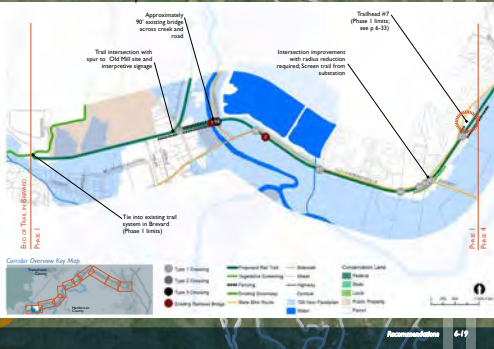 Approximately
90' existing bridge
across creek and
road
Trailhead #7
(Phase 1 limits;
see p 6-33)
Trail intersection with
spur to Old Mill site and
interpretive signage
Intersection improvement
with radius reduction
required; Screen trail from
substation
Tie into existing trail
system in Brevard
(Phase 1 limits)
END OF TRAIL IN BREVARD
PHASE 1
PHASE 1
PHASE 4
Corridor Overview Key Map
Transylvania
County
Henderson
County
Type 1 Crossing
Type 2 Crossing
Type 3 Crossing
Existing Railroad Bridge
Proposed Rail Trail
Vegetative Screening
Fencing
Existing Greenway
State Bike Route
Sidewalk
Street
Highway
Contour
100-Year Floodplain
Water
Conservation Land
Federal
State
Local
Public Property
Parcel
Recommendations 6-19